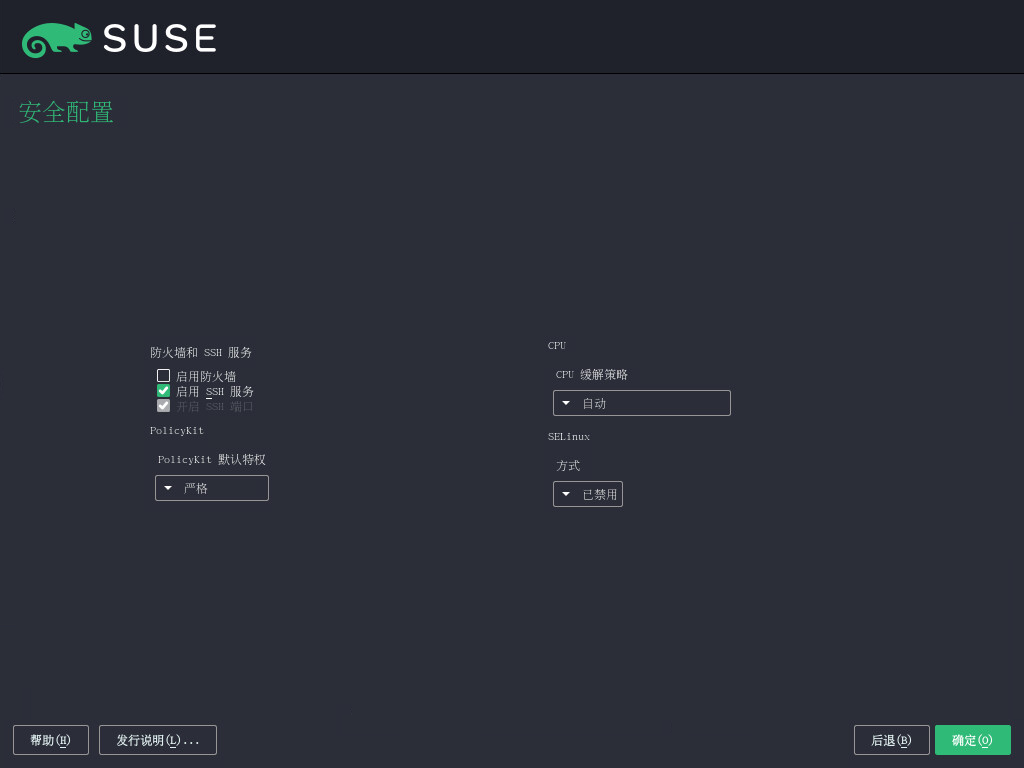 SUSE
安全配置
防火墙和 SSH 服务
启用防火墙
启用 SSH 服务
开启 SSH 端口
PolicyKit
PolicyKit 默认特权
严格
CPU
CPU 缓解策略
自动
SELinux
方式
已禁用
帮助(H)
发行说明(L)...
后退(B)
确定(O)